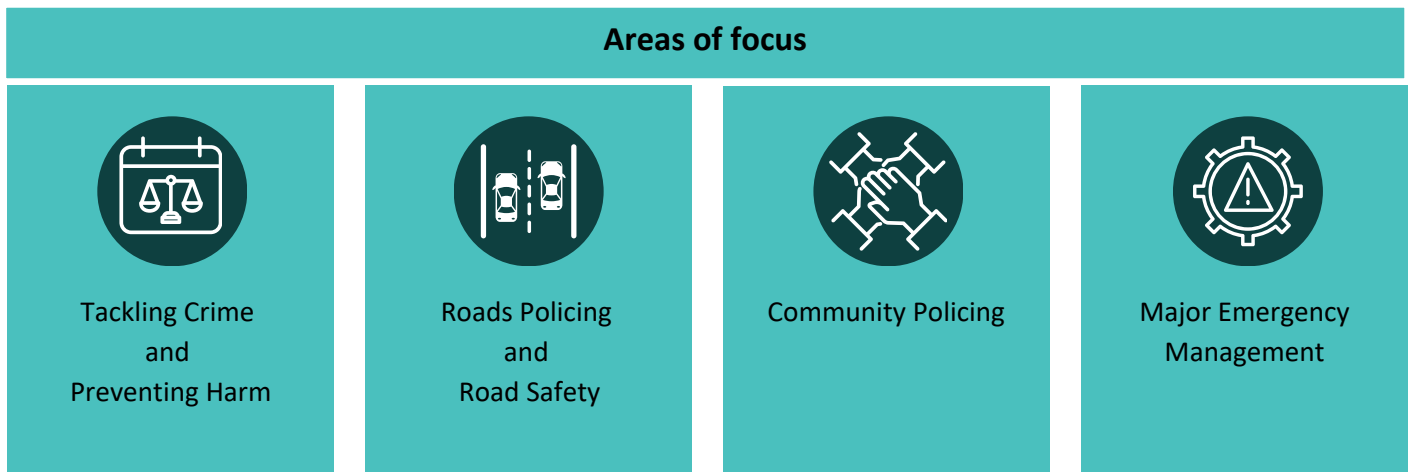 Areas of focus
Tackling Crime
and
Preventing Harm
Roads Policing
and
Road Safety
Community Policing
Major Emergency
Management